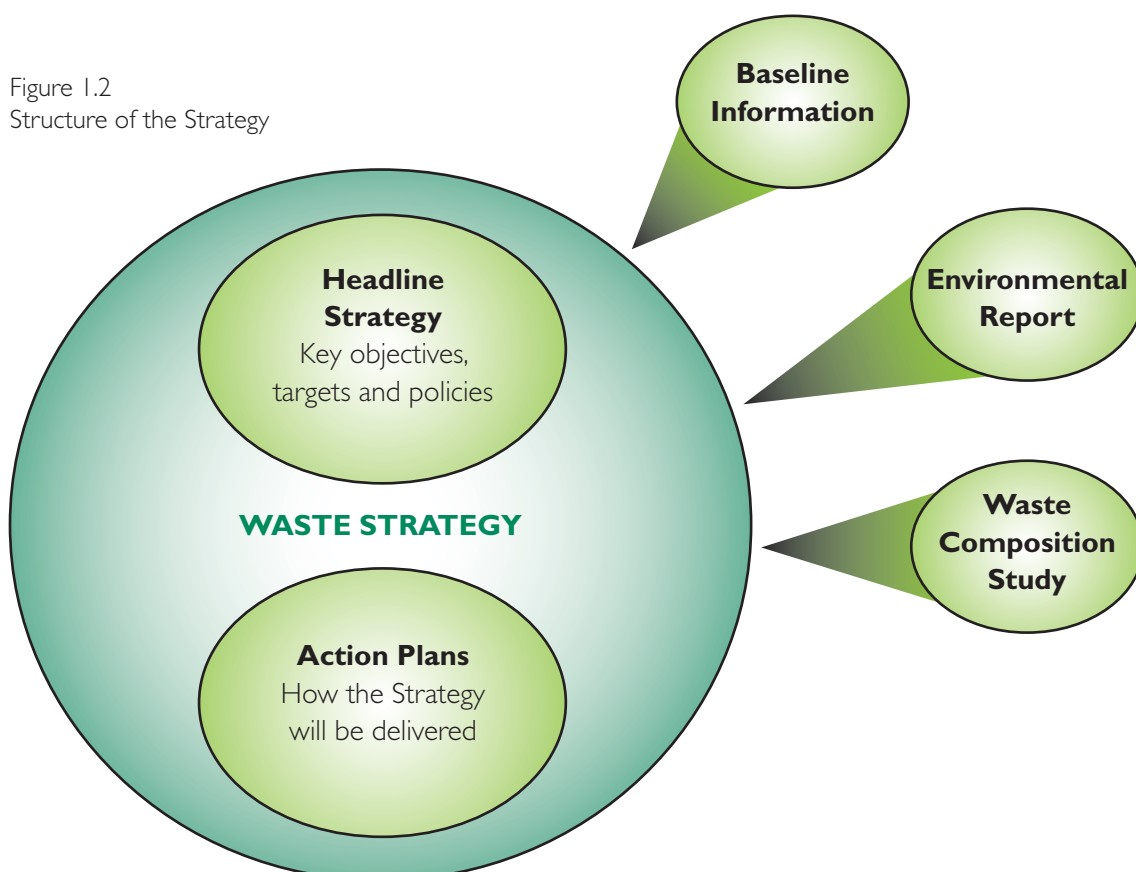 Figure 1.2
Structure of the Strategy
Baseline
Information
Headline
Strategy
Key objectives,
targets and policies
Environmental
Report
WASTE STRATEGY
Waste
Composition
Study
Action Plans
How the Strategy
will be delivered